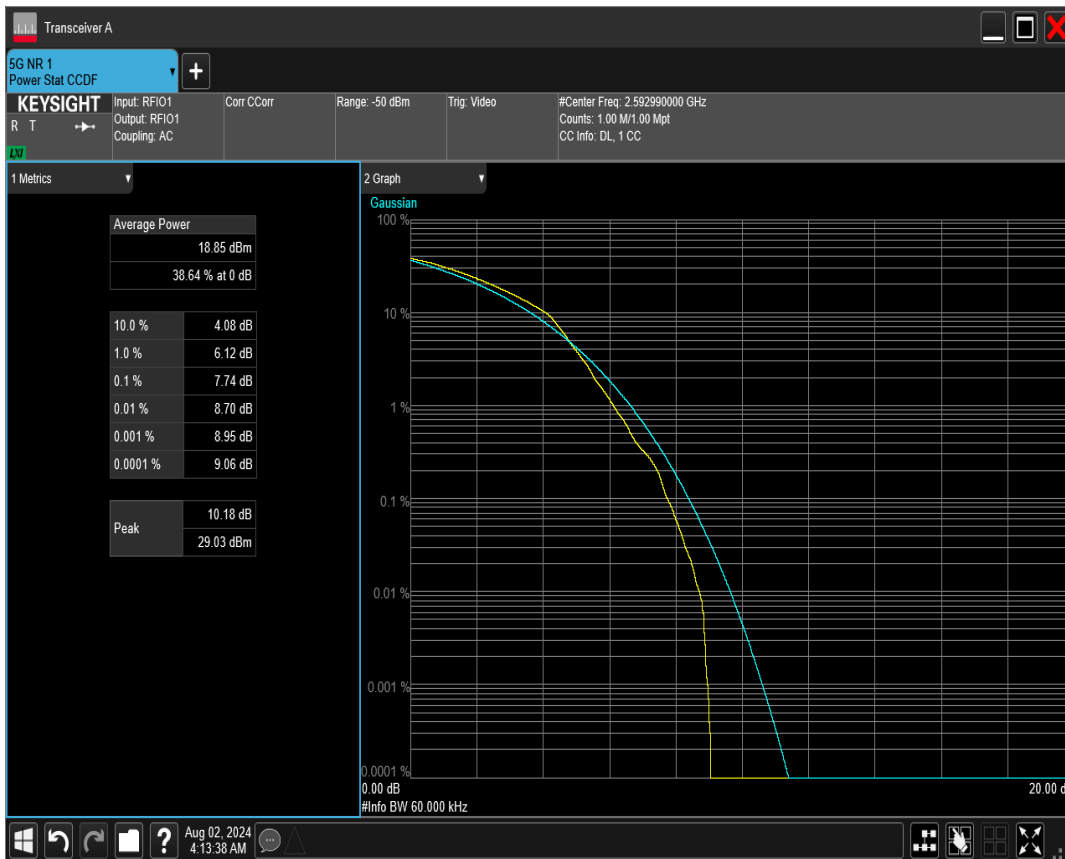 Transceiver A
5G NR 1
Power Stat CCDF
KEYSIGHT
R T
LXI
Input: RFIO1
Output: RFIO1
Coupling: AC
Corr CCorr
Range: -50 dBm
Trig: Video
#Center Freq: 2.592990000 GHz
Counts: 1.00 M/1.00 Mpt
CC Info: DL, 1 CC
1 Metrics
Average Power
18.85 dBm
38.64 % at 0 dB
10.0 % 4.08 dB
1.0 % 6.12 dB
0.1 % 7.74 dB
0.01 % 8.70 dB
0.001 % 8.95 dB
0.0001 % 9.06 dB
Peak
10.18 dB
29.03 dBm
2 Graph
Gaussian
100 %
10 %
1 %
0.1 %
0.01 %
0.001 %
0.0001 %
0.00 dB
20.00 d
#Info BW 60.000 kHz
?
Aug 02, 2024
4:13:38 AM